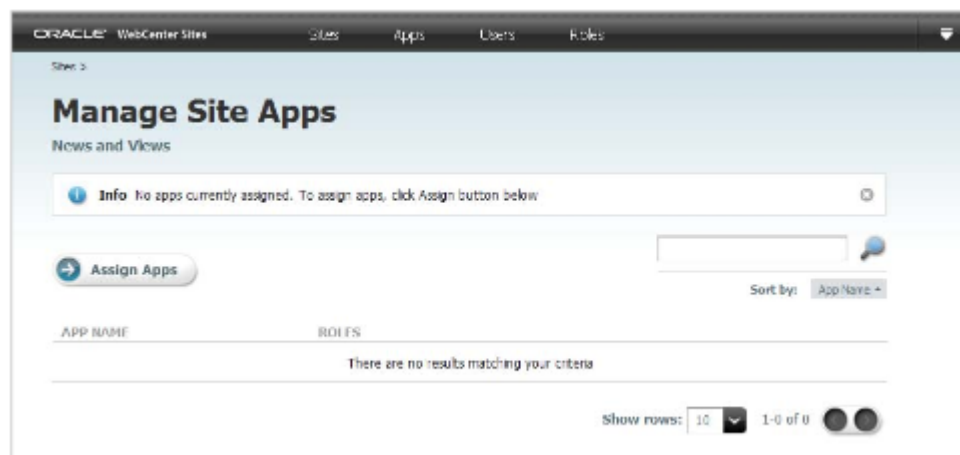 ORACLE WebCenter Sites Sites Apps Users Roles
Sites >
Manage Site Apps
News and Views
Info No apps currently assigned. To assign apps, click Assign button below
Assign Apps
Sort by: App Name
APP NAME ROLES
There are no results matching your criteria
Show rows: 10 1-0 of 0